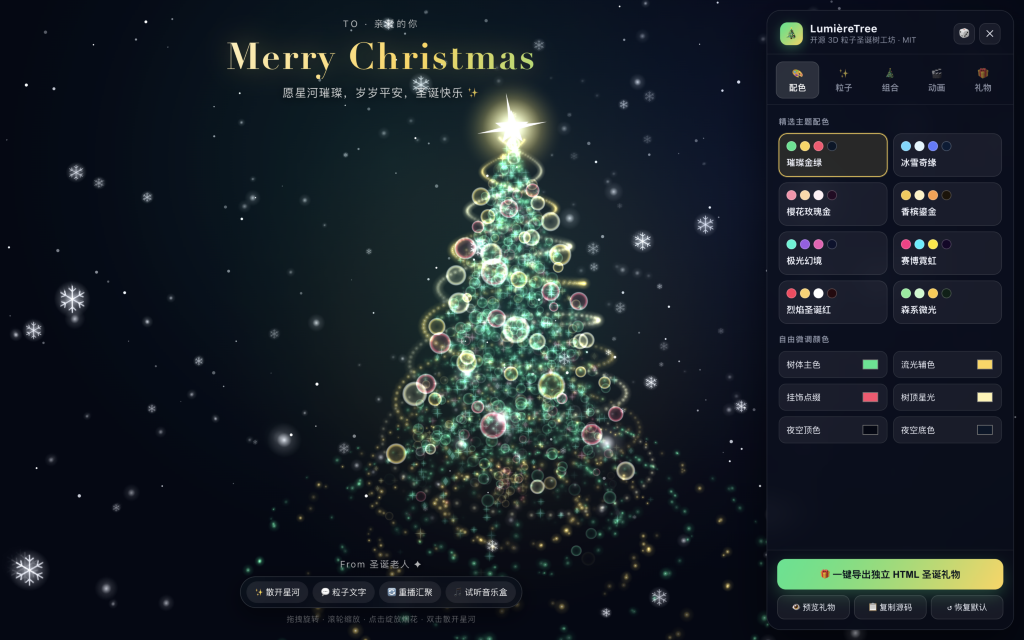 TO · 亲爱的你
Merry Christmas
愿星河璀璨，岁岁平安，圣诞快乐 ✨
From 圣诞老人 ✦
✨ 散开星河
💬 粒子文字
🔄 重播汇聚
🎵 试听音乐盒
拖拽旋转 · 滚轮缩放 · 点击绽放烟花 · 双击散开星河
LumièreTree
开源 3D 粒子圣诞树工坊 · MIT
配色
粒子
组合
动画
礼物
精选主题配色
璀璨金绿
冰雪奇缘
樱花玫瑰金
香槟鎏金
极光幻境
赛博霓虹
烈焰圣诞红
森系微光
自由微调颜色
树体主色
流光辅色
挂饰点缀
树顶星光
夜空顶色
夜空底色
🎁 一键导出独立 HTML 圣诞礼物
预览礼物
复制源码
↺ 恢复默认